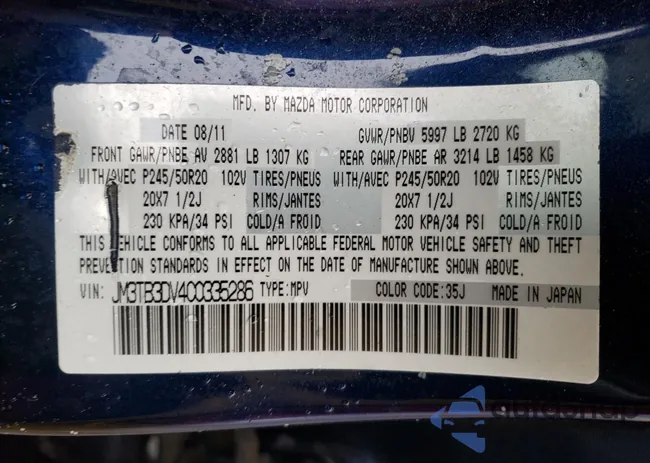 MFD. BY MAZDA MOTOR CORPORATION
DATE 08/11 GVWR/PNBV 5997 LB 2720 KG
FRONT GAWR/PNBE AV 2881 LB 1307 KG REAR GAWR/PNBE AR 3214 LB 1458 KG
WITH/AVEC P245/50R20 102V TIRES/PNEUS WITH/AVEC P245/50R20 102V TIRES/PNEUS
20X7 1/2J RIMS/JANTES 20X7 1/2J RIMS/JANTES
230 KPA/34 PSI COLD/A FROID 230 KPA/34 PSI COLD/A FROID
THIS VEHICLE CONFORMS TO ALL APPLICABLE FEDERAL MOTOR VEHICLE SAFETY AND THEFT
PREVENTION STANDARDS IN EFFECT ON THE DATE OF MANUFACTURE SHOWN ABOVE.
VIN: JM3TB3DV4C0335286 TYPE:MPV COLOR CODE:35J MADE IN JAPAN